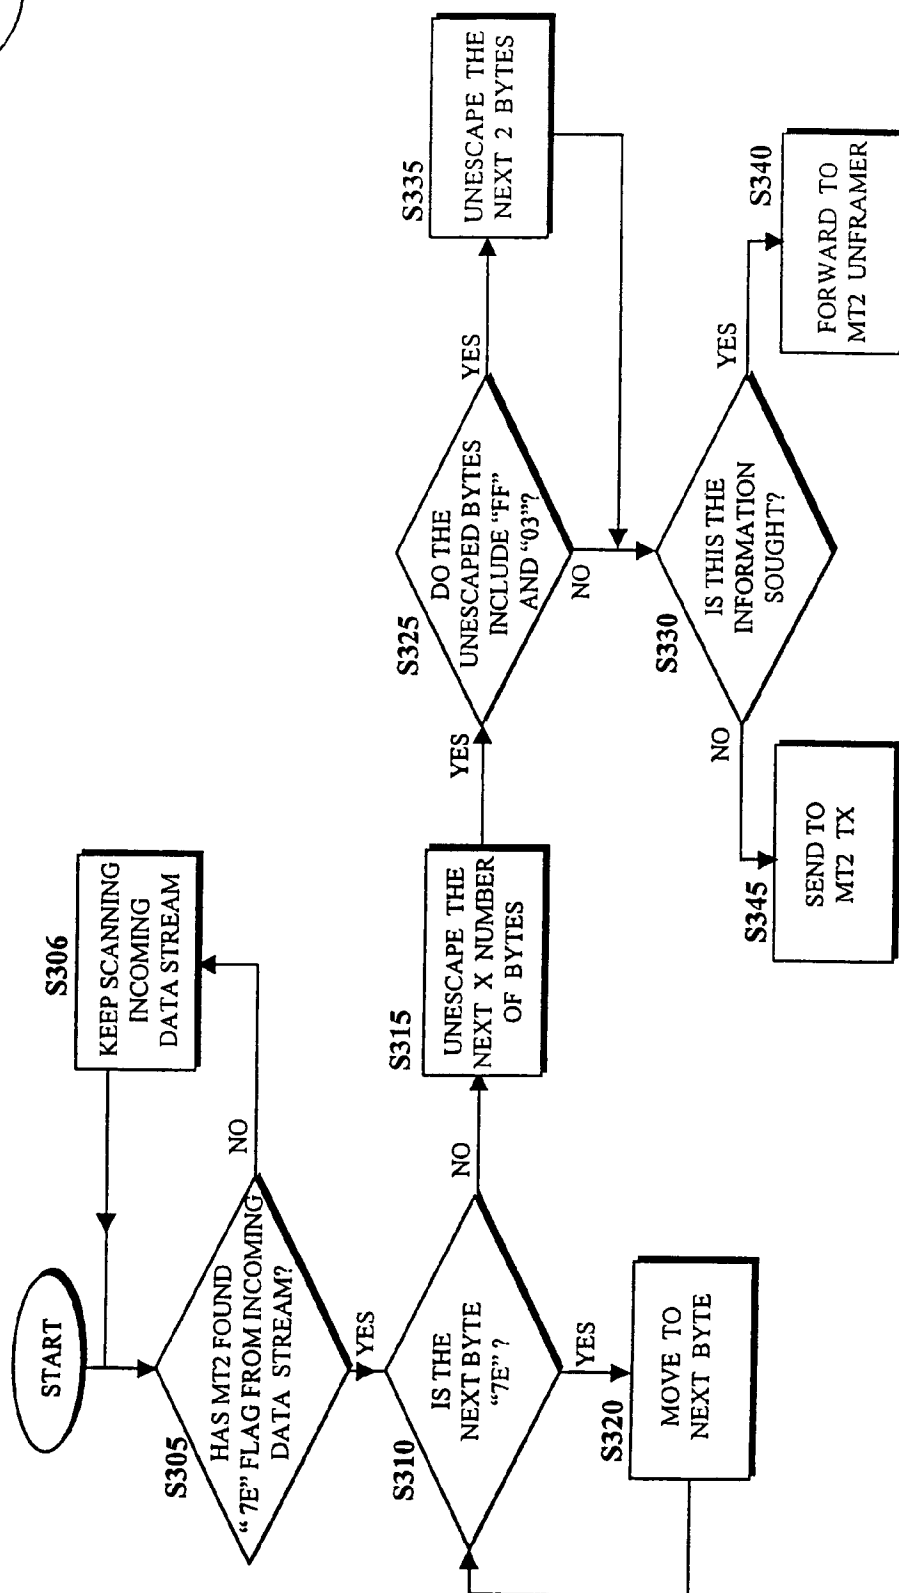 START
S305
HAS MT2 FOUND
“ 7E” FLAG FROM INCOMING
DATA STREAM?
NO
S306
KEEP SCANNING
INCOMING
DATA STREAM
YES
S310
IS THE
NEXT BYTE
“7E” ?
YES
S320
MOVE TO
NEXT BYTE
NO
S315
UNESCAPE THE
NEXT X NUMBER
OF BYTES
YES
S325
DO THE
UNESCAPED BYTES
INCLUDE “FF”
AND “03”?
YES
S335
UNESCAPE THE
NEXT 2 BYTES
NO
S330
IS THIS THE
INFORMATION
SOUGHT?
NO
S345
SEND TO
MT2 TX
YES
S340
FORWARD TO
MT2 UNFRAMER